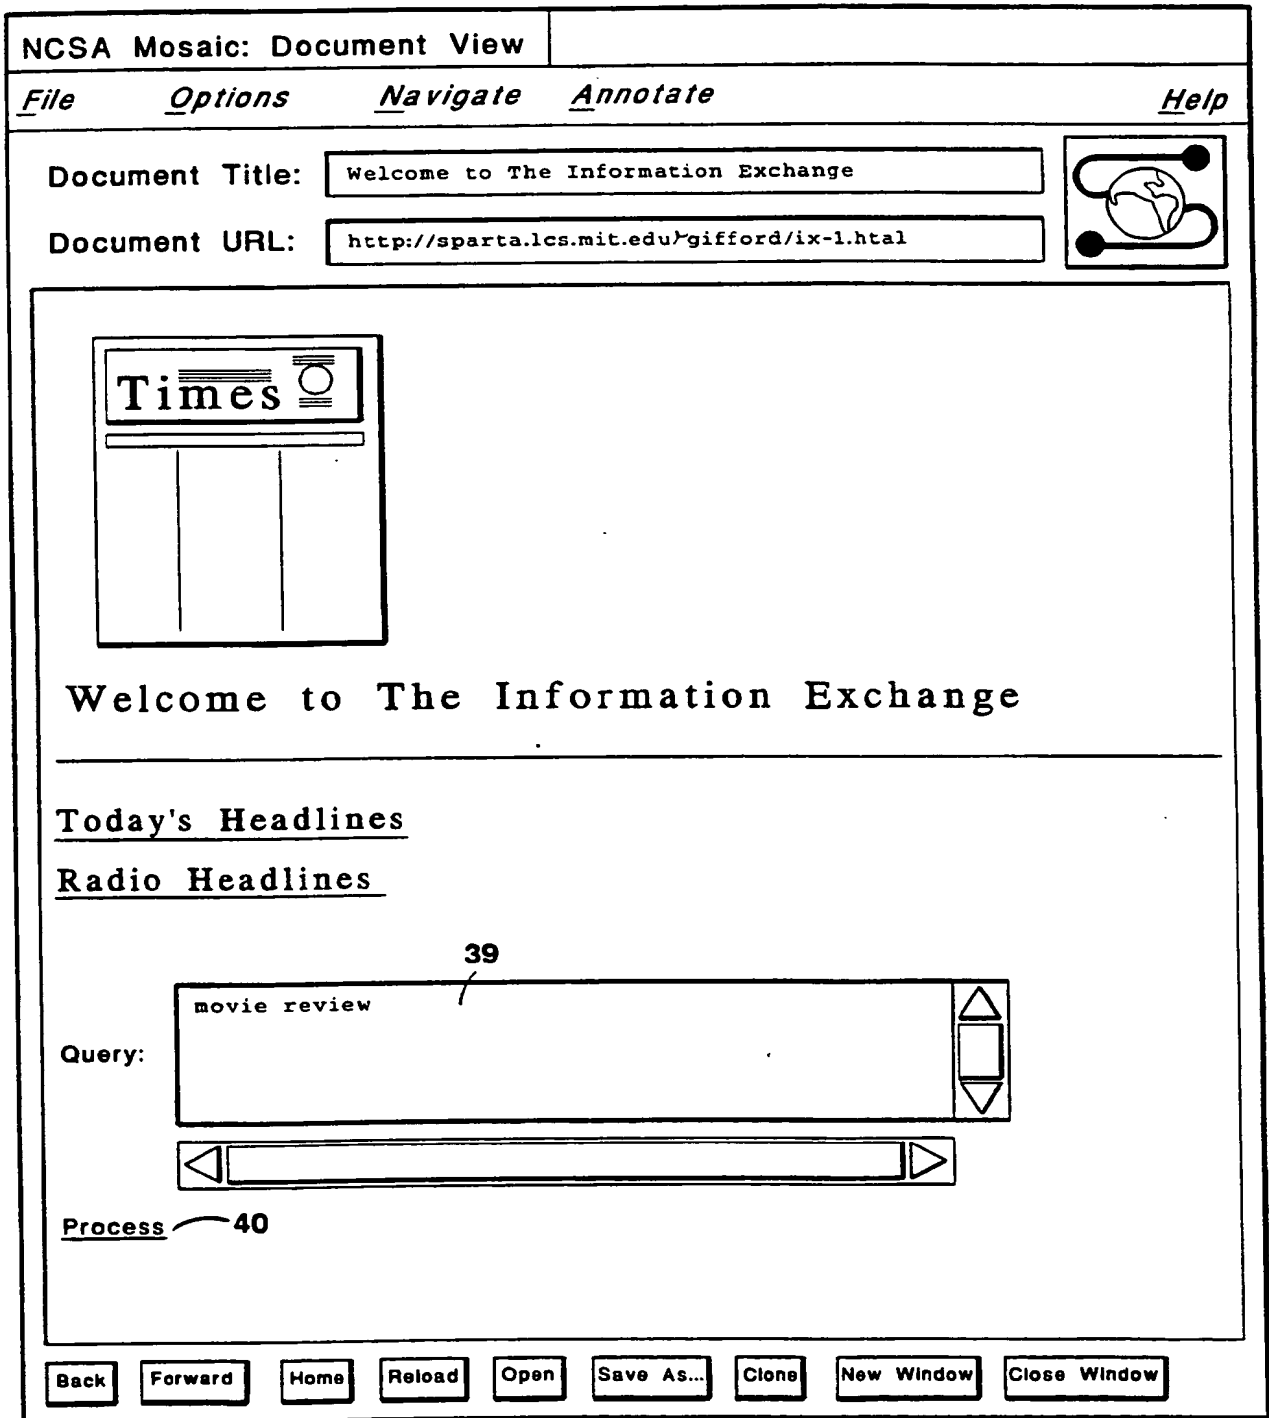 NCSA Mosaic: Document View
File Options Navigate Annotate Help
Document Title: Welcome to The Information Exchange
Document URL: http://sparta.lcs.mit.edu/~gifford/ix-1.htal
Times
Welcome to The Information Exchange
Today's Headlines
Radio Headlines
39
movie review
Query:
Process 40
Back Forward Home Reload Open Save As... Clone New Window Close Window